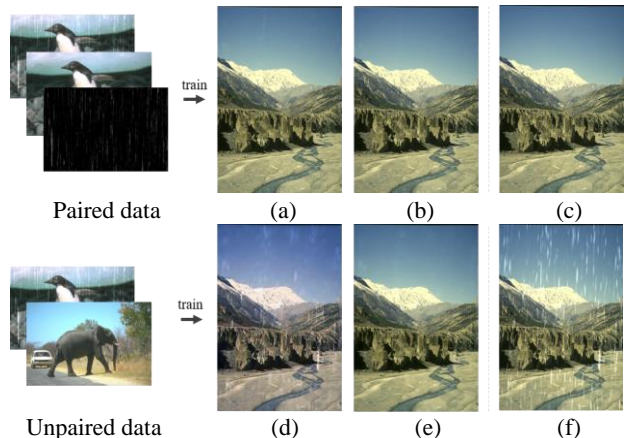 train
Paired data
(a)
(b)
(c)
train
Unpaired data
(d)
(e)
(f)